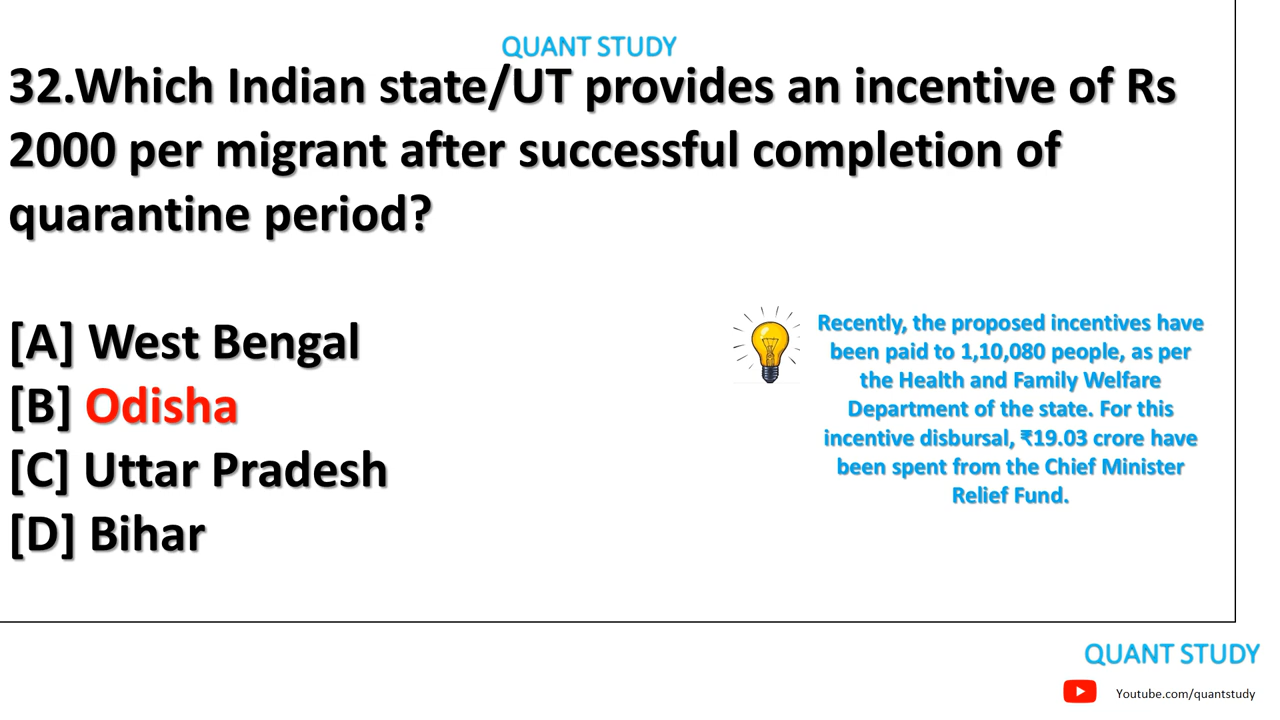 QUANT STUDY
32.Which Indian state/UT provides an incentive of Rs
2000 per migrant after successful completion of
quarantine period?
[A] West Bengal
[B] Odisha
[C] Uttar Pradesh
[D] Bihar
Recently, the proposed incentives have
been paid to 1,10,080 people, as per
the Health and Family Welfare
Department of the state. For this
incentive disbursal, ₹19.03 crore have
been spent from the Chief Minister
Relief Fund.
QUANT STUDY
Youtube.com/quantstudy